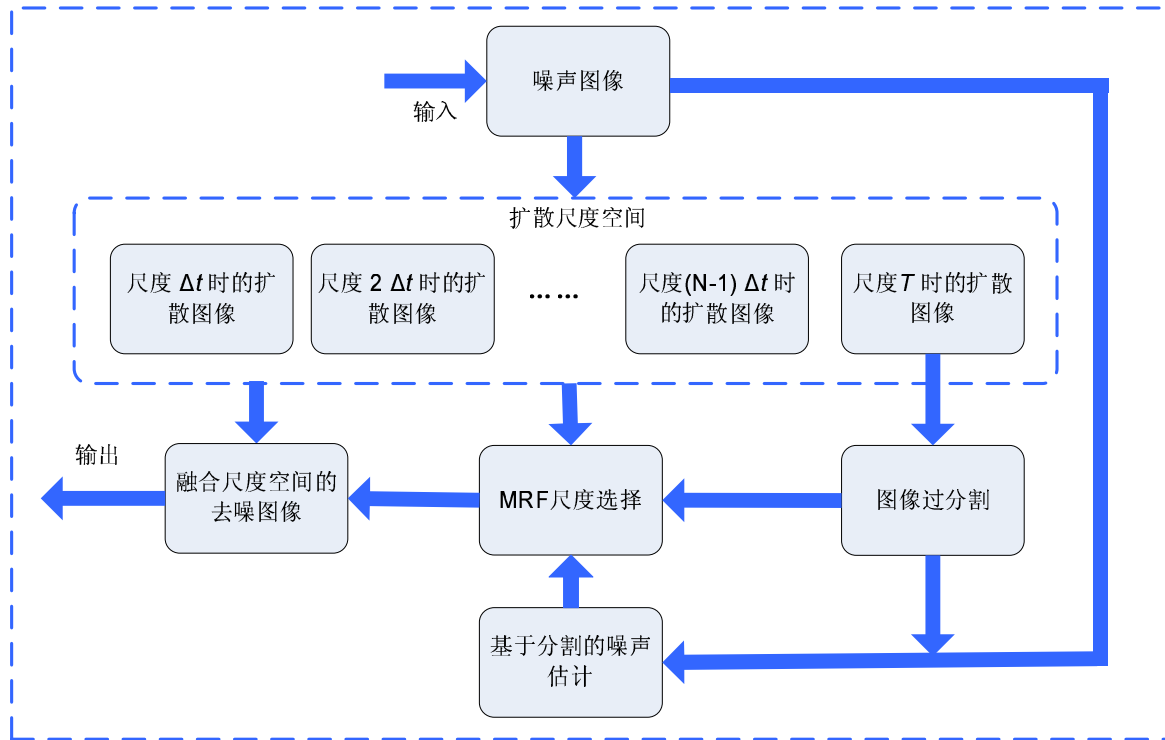 噪声图像
输入
扩散尺度空间
尺度 Δt 时的扩
散图像
尺度 2 Δt 时的扩
散图像
... ...
尺度(N-1) Δt 时
的扩散图像
尺度T 时的扩散
图像
输出
融合尺度空间的
去噪图像
MRF尺度选择
图像过分割
基于分割的噪声
估计